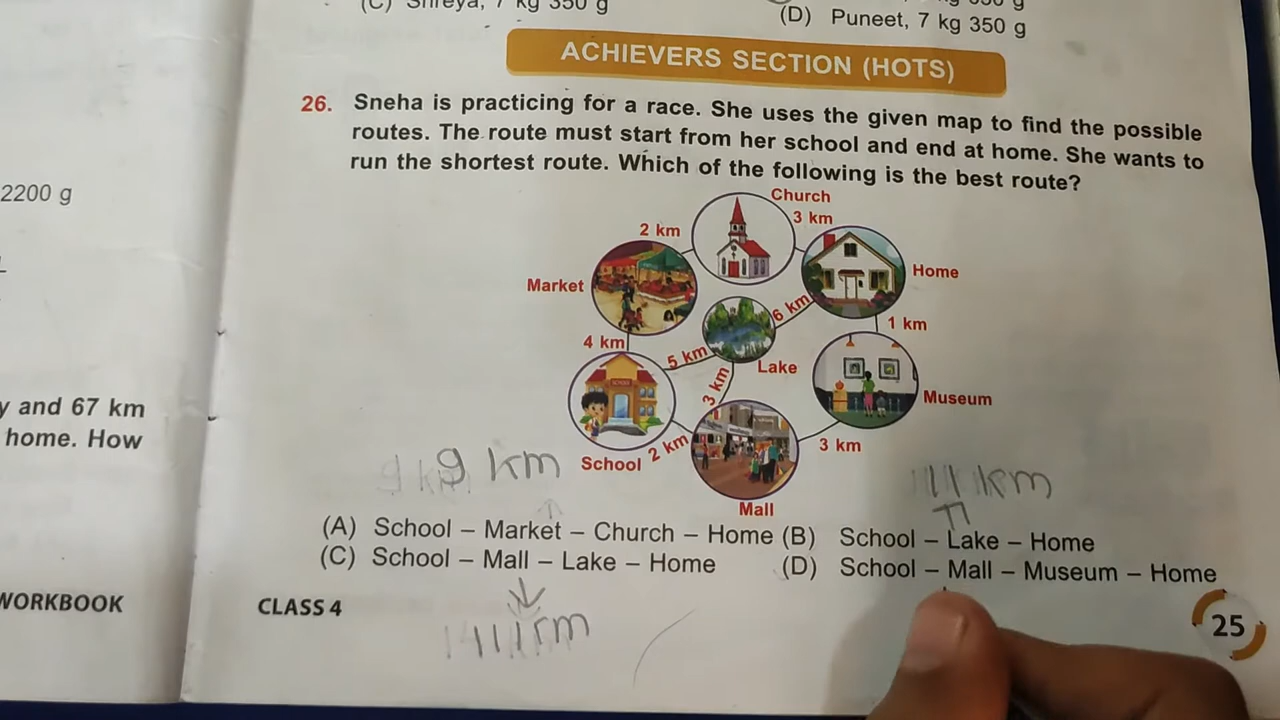 (C) Shreya, 7 kg 350 g
(D) Puneet, 7 kg 350 g
ACHIEVERS SECTION (HOTS)
26. Sneha is practicing for a race. She uses the given map to find the possible
routes. The route must start from her school and end at home. She wants to
run the shortest route. Which of the following is the best route?
Church
3 km
2 km
Market
Home
6 km
1 km
4 km
5 km
Lake
3 km
SCHOOL
Museum
3 km
School
2 km
Mall
9 km
11 km
(A) School – Market – Church – Home (B) School – Lake – Home
(C) School – Mall – Lake – Home (D) School – Mall – Museum – Home
CLASS 4
25
2200 g
y and 67 km
home. How
WORKBOOK